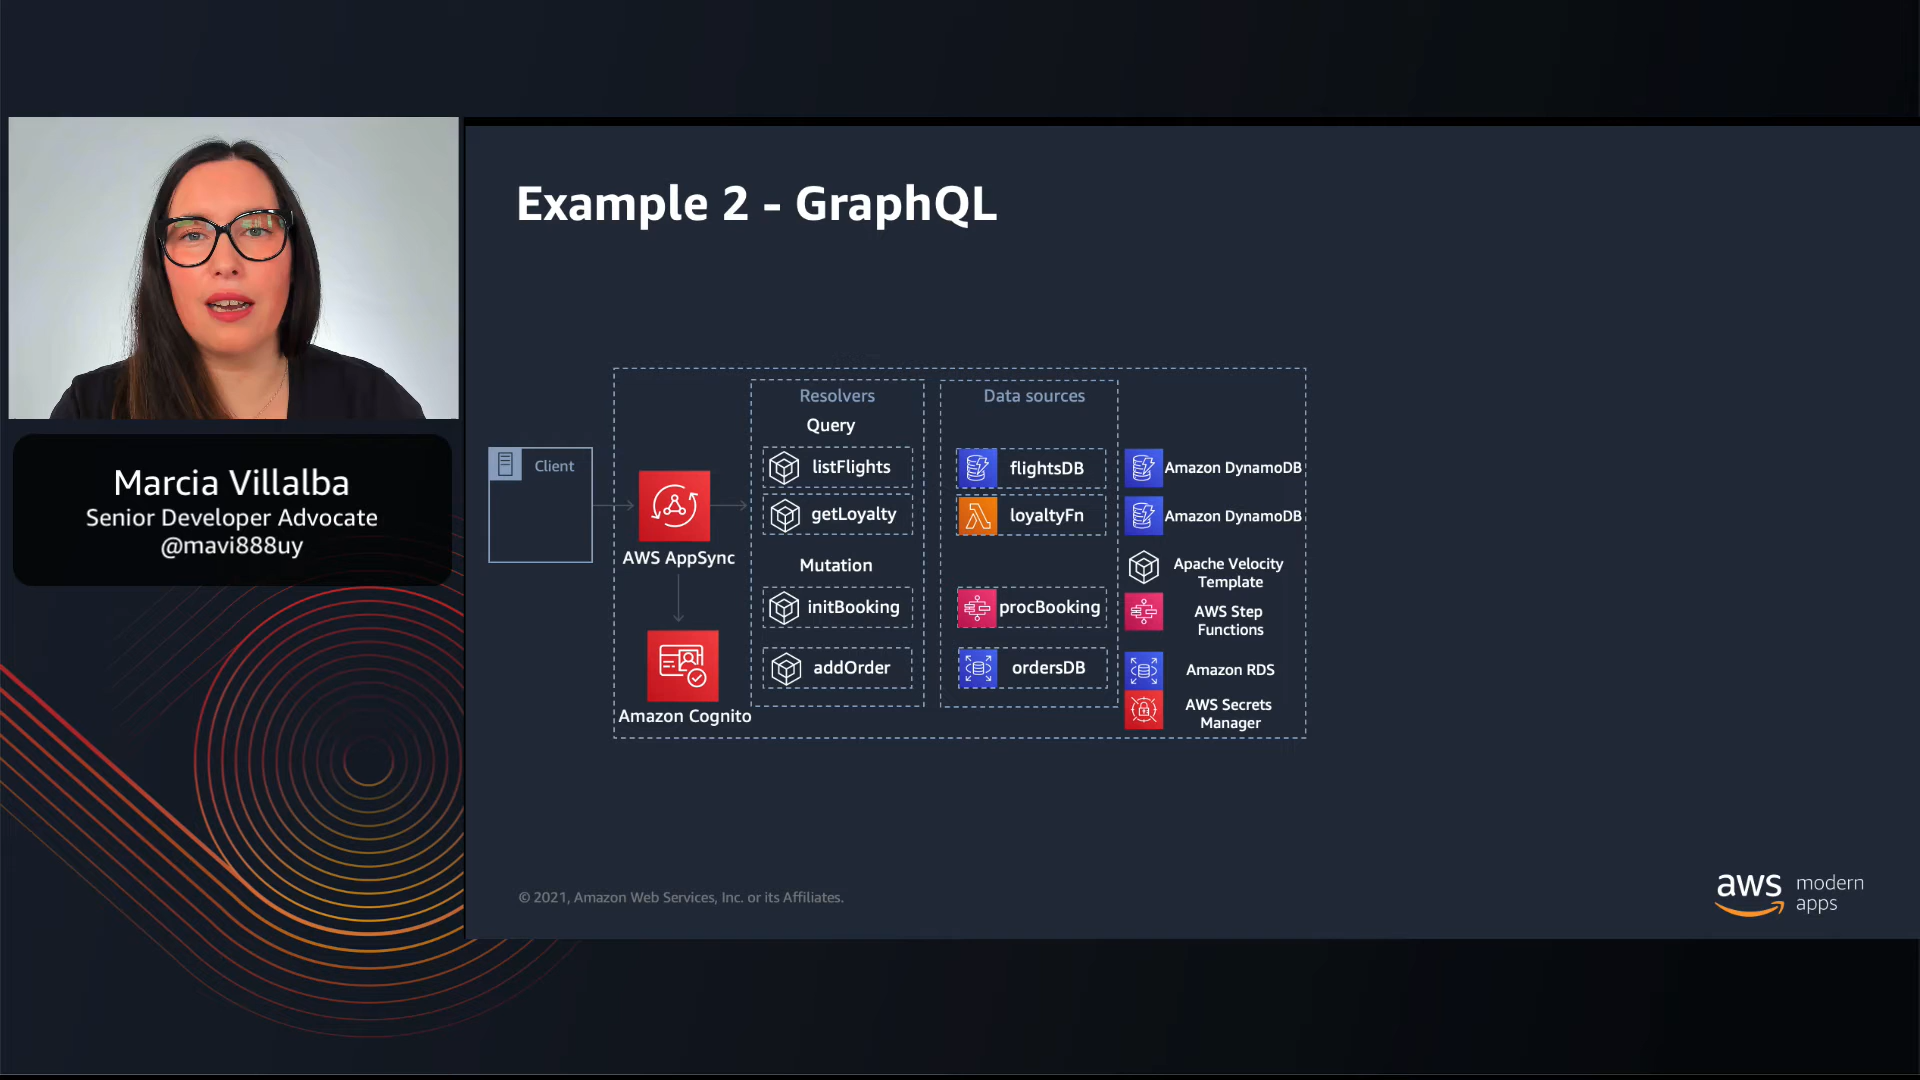 Example 2 - GraphQL
Marcia Villalba
Senior Developer Advocate
@mavi888uy
Client
AWS AppSync
Amazon Cognito
Resolvers
Query
listFlights
getLoyalty
Mutation
initBooking
addOrder
Data sources
flightsDB
loyaltyFn
procBooking
ordersDB
Amazon DynamoDB
Amazon DynamoDB
Apache Velocity
Template
AWS Step
Functions
Amazon RDS
AWS Secrets
Manager
© 2021, Amazon Web Services, Inc. or its Affiliates.
aws modern
apps